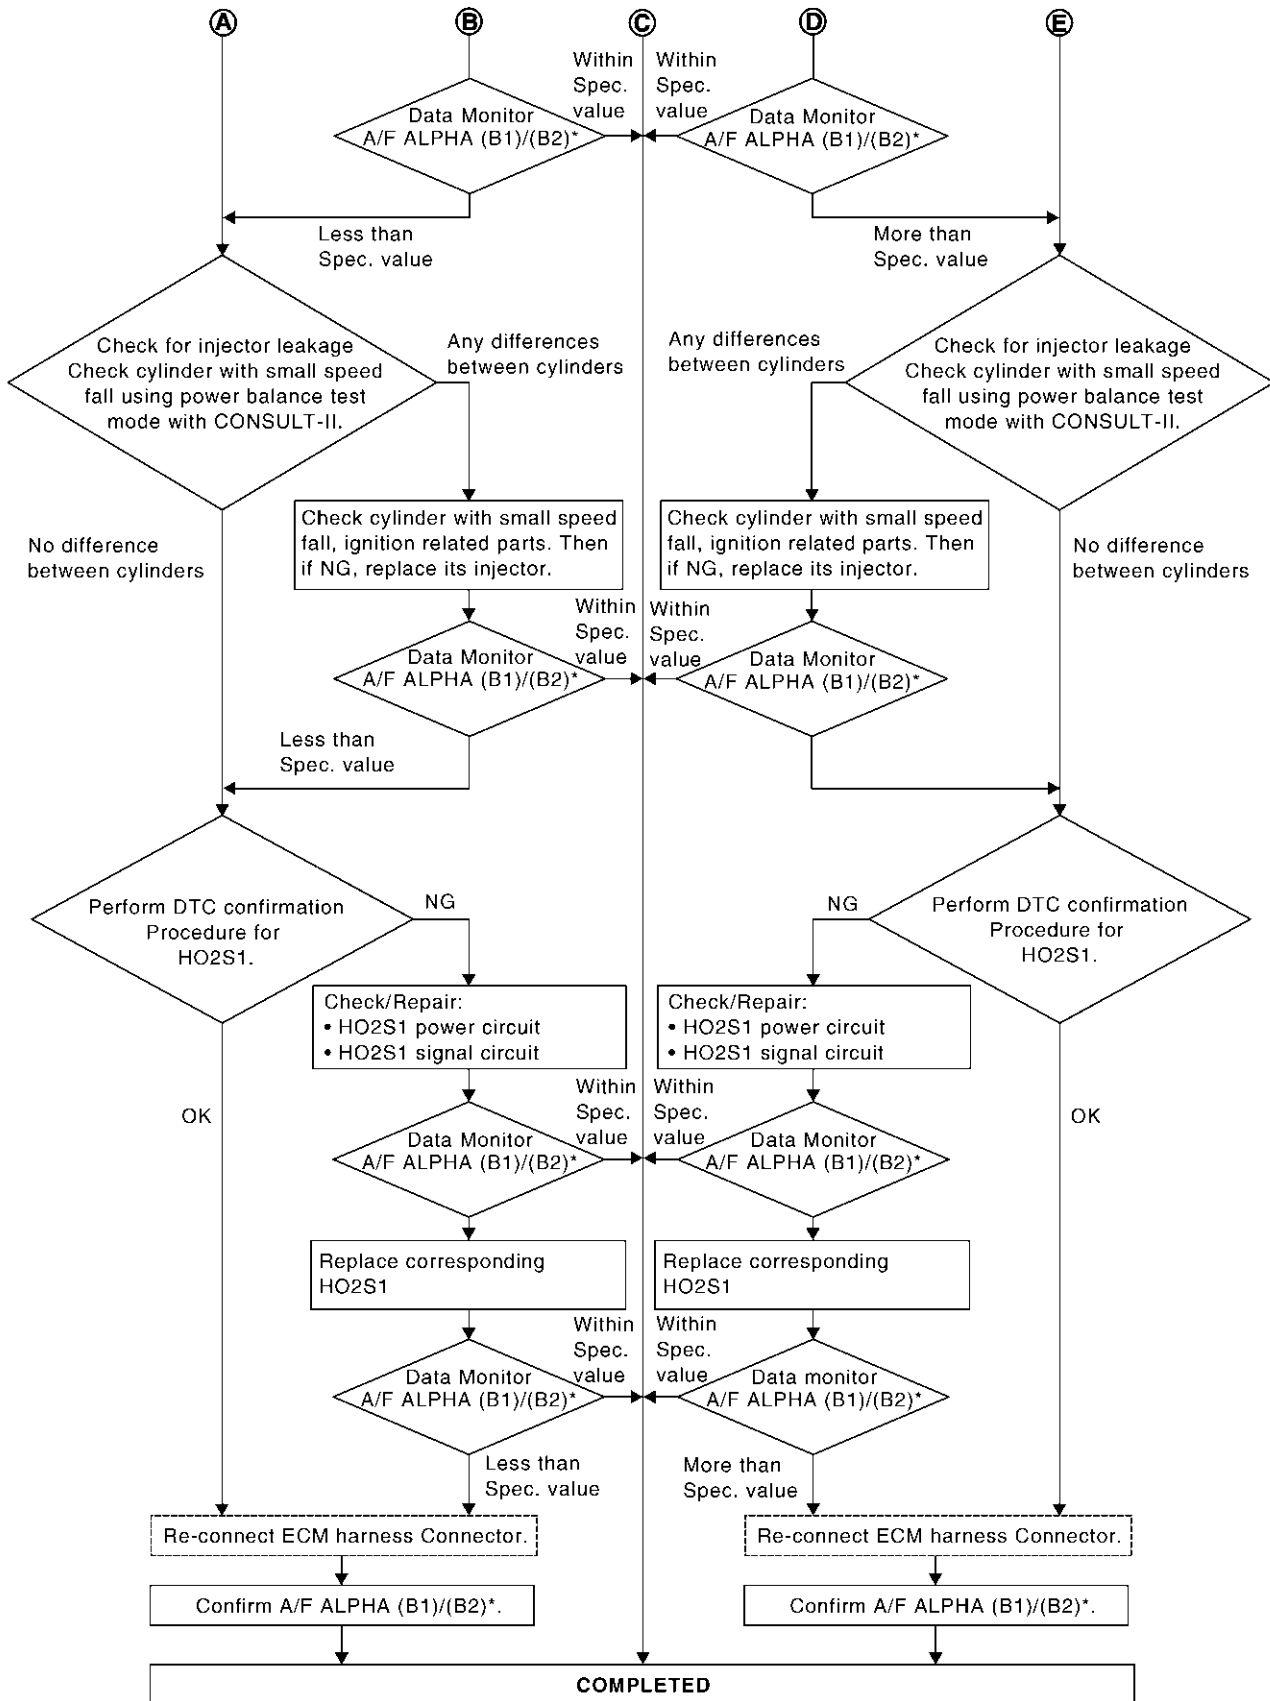 A
B
C
D
E
Within
Spec.
value
Within
Spec.
value
Data Monitor
A/F ALPHA (B1)/(B2)*
Data Monitor
A/F ALPHA (B1)/(B2)*
Less than
Spec. value
More than
Spec. value
Check for injector leakage
Check cylinder with small speed
fall using power balance test
mode with CONSULT-II.
Any differences
between cylinders
Any differences
between cylinders
Check for injector leakage
Check cylinder with small speed
fall using power balance test
mode with CONSULT-II.
No difference
between cylinders
Check cylinder with small speed
fall, ignition related parts. Then
if NG, replace its injector.
Check cylinder with small speed
fall, ignition related parts. Then
if NG, replace its injector.
No difference
between cylinders
Within
Spec.
value
Within
Spec.
value
Data Monitor
A/F ALPHA (B1)/(B2)*
Data Monitor
A/F ALPHA (B1)/(B2)*
Less than
Spec. value
Perform DTC confirmation
Procedure for
HO2S1.
NG
NG
Perform DTC confirmation
Procedure for
HO2S1.
Check/Repair:
• HO2S1 power circuit
• HO2S1 signal circuit
Check/Repair:
• HO2S1 power circuit
• HO2S1 signal circuit
OK
Within
Spec.
value
Within
Spec.
value
OK
Data Monitor
A/F ALPHA (B1)/(B2)*
Data Monitor
A/F ALPHA (B1)/(B2)*
Replace corresponding
HO2S1
Replace corresponding
HO2S1
Within
Spec.
value
Within
Spec.
value
Data Monitor
A/F ALPHA (B1)/(B2)*
Data monitor
A/F ALPHA (B1)/(B2)*
Less than
Spec. value
More than
Spec. value
Re-connect ECM harness Connector.
Re-connect ECM harness Connector.
Confirm A/F ALPHA (B1)/(B2)*.
Confirm A/F ALPHA (B1)/(B2)*.
COMPLETED